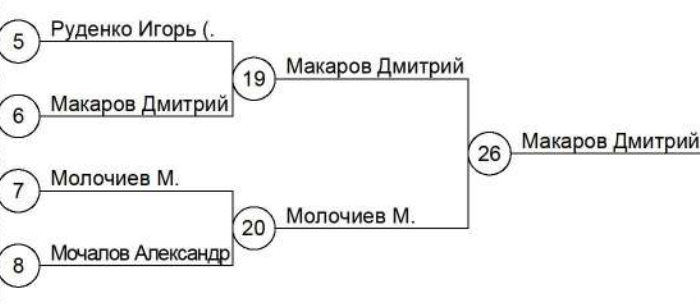 5 Руденко Игорь (.
19 Макаров Дмитрий
6 Макаров Дмитрий
26 Макаров Дмитрий
7 Молочиев М.
20 Молочиев М.
8 Мочалов Александр